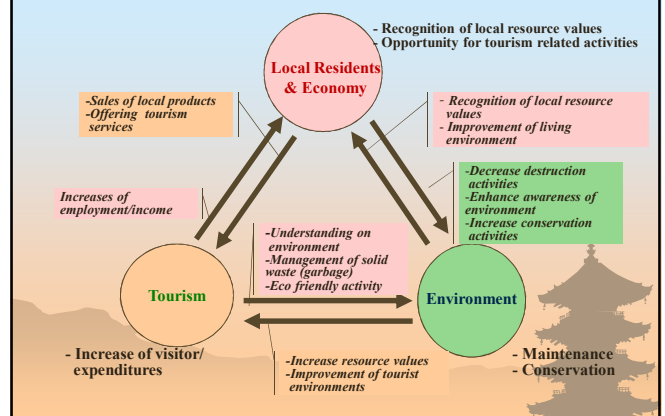 - Recognition of local resource values
- Opportunity for tourism related activities
Local Residents
& Economy
-Sales of local products
-Offering tourism
services
- Recognition of local resource
values
- Improvement of living
environment
-Decrease destruction
activities
-Enhance awareness of
environment
-Increase conservation
activities
Increases of
employment/income
-Understanding on
environment
-Management of solid
waste (garbage)
-Eco friendly activity
Tourism
Environment
- Increase of visitor/
expenditures
-Increase resource values
-Improvement of tourist
environments
- Maintenance
- Conservation